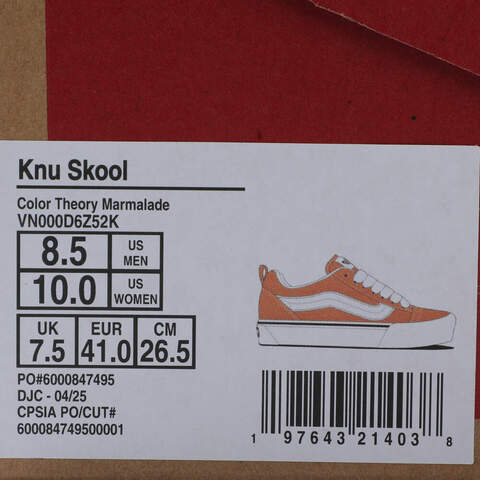 Knu Skool
Color Theory Marmalade
VN000D6Z52K
8.5 US MEN
10.0 US WOMEN
UK EUR CM
7.5 41.0 26.5
PO#6000847495
DJC - 04/25
CPSIA PO/CUT#
600084749500001
1 97643 21403 8